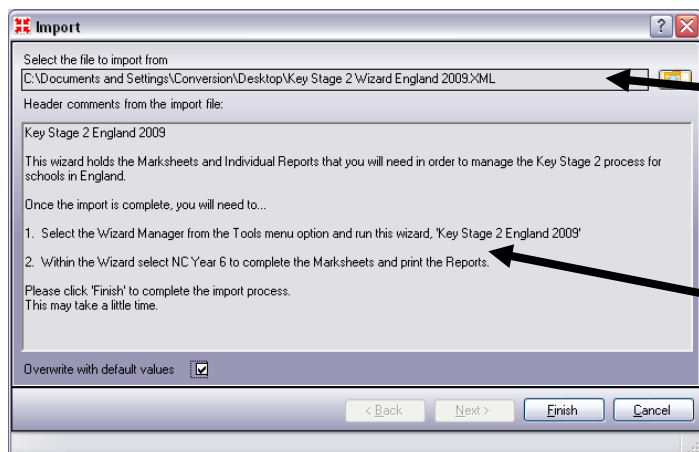 Import
Select the file to import from
C:\Documents and Settings\Conversion\Desktop\Key Stage 2 Wizard England 2009.XML
Header comments from the import file:
Key Stage 2 England 2009
This wizard holds the Marksheets and Individual Reports that you will need in order to manage the Key Stage 2 process for
schools in England.
Once the import is complete, you will need to...
1. Select the Wizard Manager from the Tools menu option and run this wizard, 'Key Stage 2 England 2009'
2. Within the Wizard select NC Year 6 to complete the Marksheets and print the Reports.
Please click 'Finish' to complete the import process.
This may take a little time.
Overwrite with default values
< Back Next > Finish Cancel